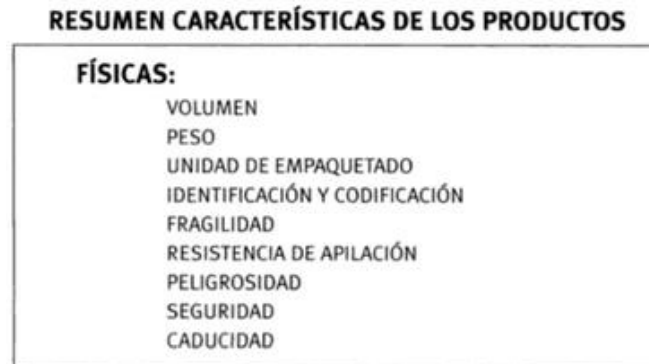 RESUMEN CARACTERÍSTICAS DE LOS PRODUCTOS
FÍSICAS:
VOLUMEN
PESO
UNIDAD DE EMPAQUETADO
IDENTIFICACIÓN Y CODIFICACIÓN
FRAGILIDAD
RESISTENCIA DE APILACIÓN
PELIGROSIDAD
SEGURIDAD
CADUCIDAD